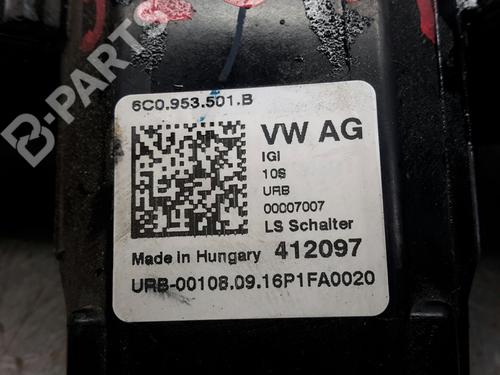 B-PARTS
6C0.953.501.B
VW AG
IGI
10S
URB
00007007
LS Schalter
Made in Hungary 412097
URB-00108.09.16P1FA0020